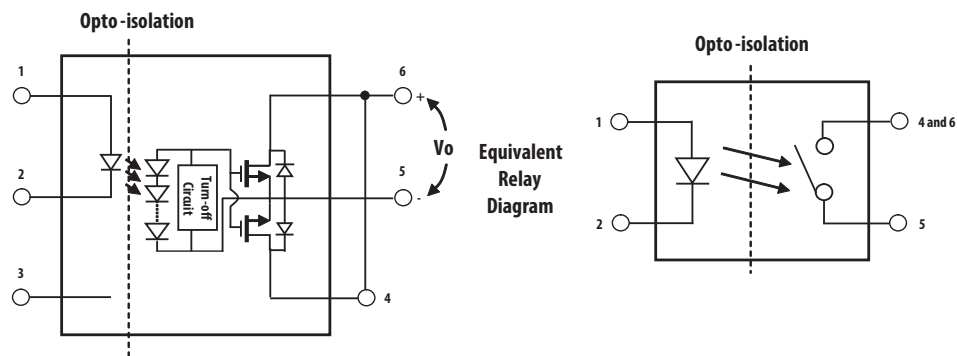 Opto-isolation
1
2
3
Turn-off
Circuit
6
+
Vo
5
-
4
Equivalent
Relay
Diagram
Opto-isolation
1
2
4 and 6
5